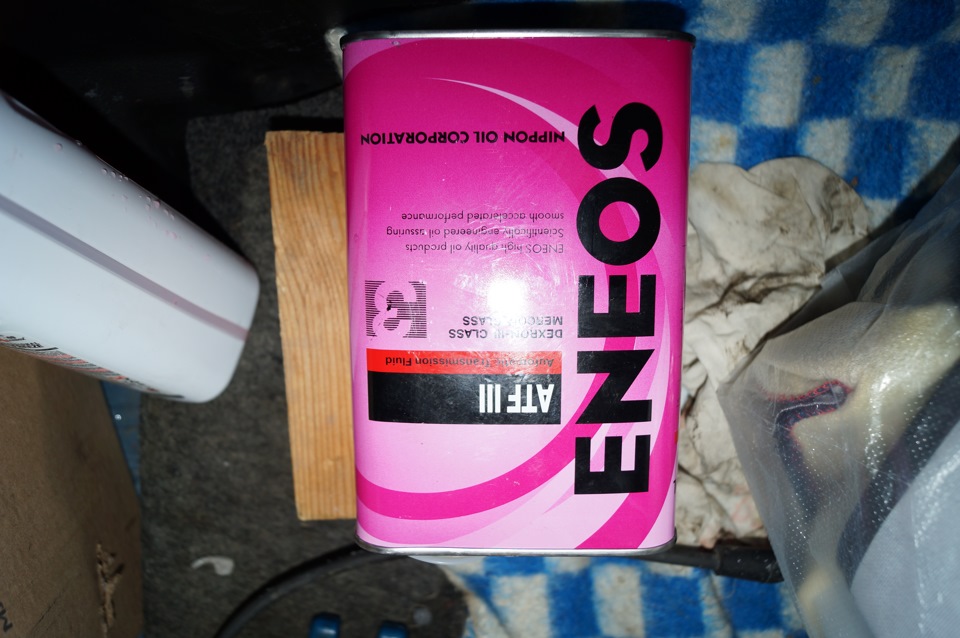 ENEOS
NIPPON OIL CORPORATION
ENEOS high quality oil products
Scientifically engineered oil assuring
smooth accelerated performance
DEXRON-III CLASS
MERCON CLASS
Automatic Transmission Fluid
ATF III